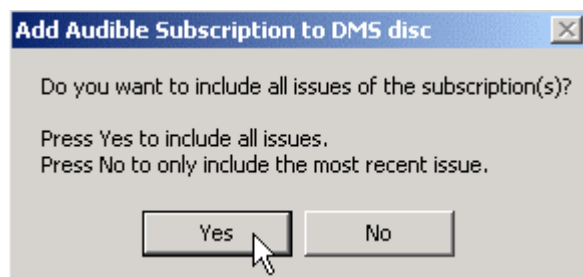 Add Audible Subscription to DMS disc
Do you want to include all issues of the subscription(s)?
Press Yes to include all issues.
Press No to only include the most recent issue.
Yes
No